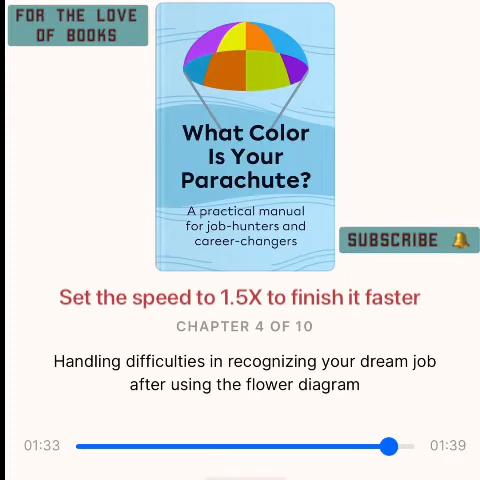 FOR THE LOVE
OF BOOKS
What Color
Is Your
Parachute?
A practical manual
for job-hunters and
career-changers
SUBSCRIBE 🔔
Set the speed to 1.5X to finish it faster
CHAPTER 4 OF 10
Handling difficulties in recognizing your dream job
after using the flower diagram
01:33
01:39